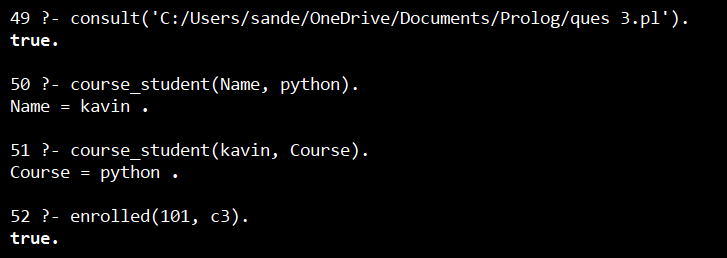 49 ?- consult('C:/Users/sande/OneDrive/Documents/Prolog/ques 3.pl').
true.
50 ?- course_student(Name, python).
Name = kavin .
51 ?- course_student(kavin, Course).
Course = python .
52 ?- enrolled(101, c3).
true.